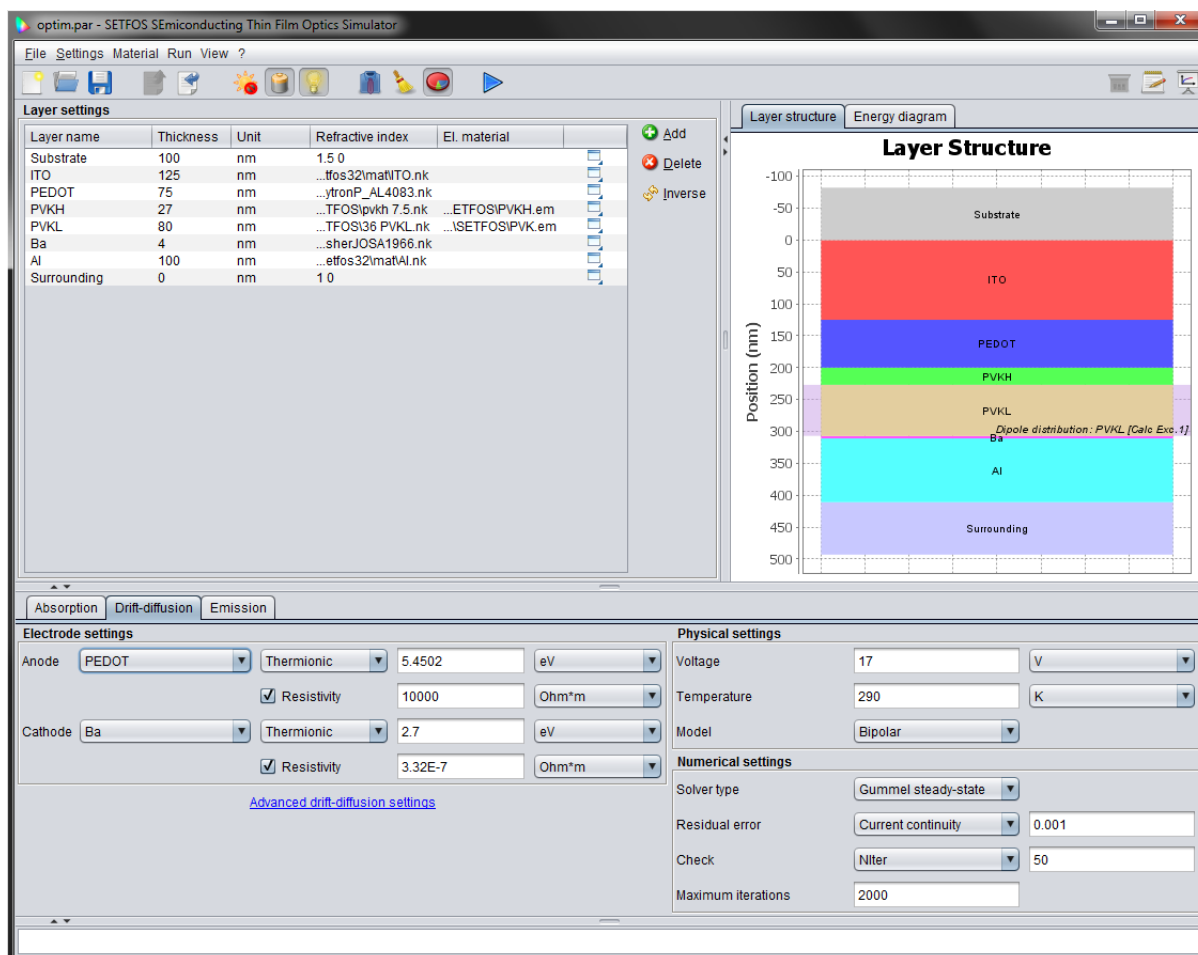 optim.par - SETFOS SEmiconducting Thin Film Optics Simulator
File Settings Material Run View ?
Layer settings
Layer name Thickness Unit Refractive index El. material
Substrate 100 nm 1.5 0
ITO 125 nm ...tfos32\mat\ITO.nk
PEDOT 75 nm ...ytronP_AL4083.nk
PVKH 27 nm ...TFOS\pvkh 7.5.nk ...ETFOS\PVKH.em
PVKL 80 nm ...TFOS\36 PVKL.nk ...\SETFOS\PVK.em
Ba 4 nm ...sherJOSA1966.nk
Al 100 nm ...etfos32\mat\Al.nk
Surrounding 0 nm 1 0
Add
Delete
Inverse
Layer structure Energy diagram
Layer Structure
Position (nm)
-100
-50
0
50
100
150
200
250
300
350
400
450
500
Substrate
ITO
PEDOT
PVKH
PVKL
Dipole distribution: PVKL [Calc Exc.1]
Ba
Al
Surrounding
Absorption Drift-diffusion Emission
Electrode settings
Anode PEDOT Thermionic 5.4502 eV
Resistivity 10000 Ohm*m
Cathode Ba Thermionic 2.7 eV
Resistivity 3.32E-7 Ohm*m
Advanced drift-diffusion settings
Physical settings
Voltage 17 V
Temperature 290 K
Model Bipolar
Numerical settings
Solver type Gummel steady-state
Residual error Current continuity 0.001
Check NIter 50
Maximum iterations 2000